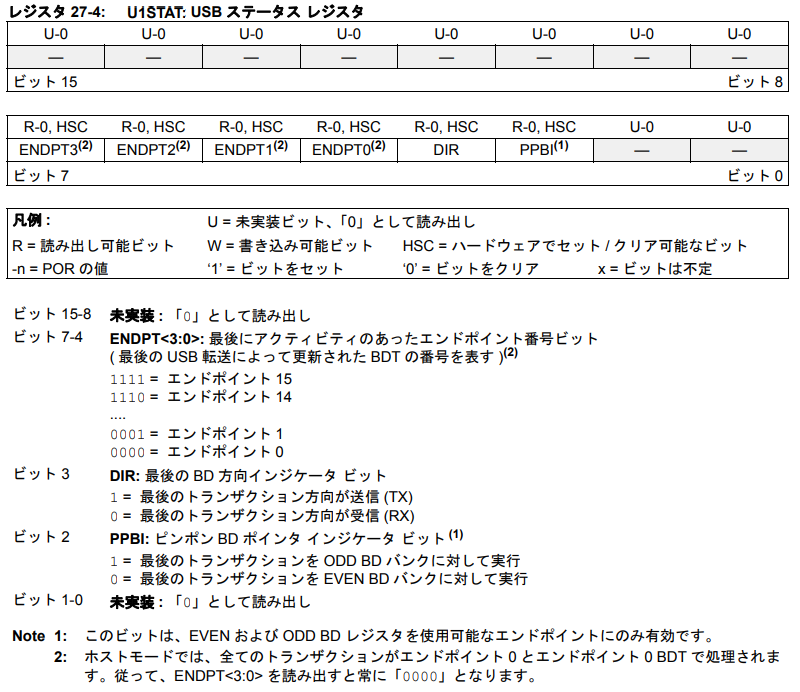 レジスタ 27-4: U1STAT: USB ステータス レジスタ
U-0 U-0 U-0 U-0 U-0 U-0 U-0 U-0
— — — — — — — —
ビット 15 ビット 8
R-0, HSC R-0, HSC R-0, HSC R-0, HSC R-0, HSC R-0, HSC U-0 U-0
ENDPT3(2) ENDPT2(2) ENDPT1(2) ENDPT0(2) DIR PPBI(1) — —
ビット 7 ビット 0
凡例 : U = 未実装ビット、「0」として読み出し
R = 読み出し可能ビット W = 書き込み可能ビット HSC = ハードウェアでセット / クリア可能なビット
-n = POR の値 ‘1’ = ビットをセット ‘0’ = ビットをクリア x = ビットは不定
ビット 15-8 未実装 : 「0」として読み出し
ビット 7-4 ENDPT<3:0>: 最後にアクティビティのあったエンドポイント番号ビット
( 最後の USB 転送によって更新された BDT の番号を表す )(2)
1111 = エンドポイント 15
1110 = エンドポイント 14
....
0001 = エンドポイント 1
0000 = エンドポイント 0
ビット 3 DIR: 最後の BD 方向インジケータ ビット
1 = 最後のトランザクション方向が送信 (TX)
0 = 最後のトランザクション方向が受信 (RX)
ビット 2 PPBI: ピンポン BD ポインタ インジケータ ビット (1)
1 = 最後のトランザクションを ODD BD バンクに対して実行
0 = 最後のトランザクションを EVEN BD バンクに対して実行
ビット 1-0 未実装 : 「0」として読み出し
Note 1: このビットは、EVEN および ODD BD レジスタを使用可能なエンドポイントにのみ有効です。
2: ホストモードでは、全てのトランザクションがエンドポイント 0 とエンドポイント 0 BDT で処理されま
す。従って、ENDPT<3:0> を読み出すと常に「0000」となります。